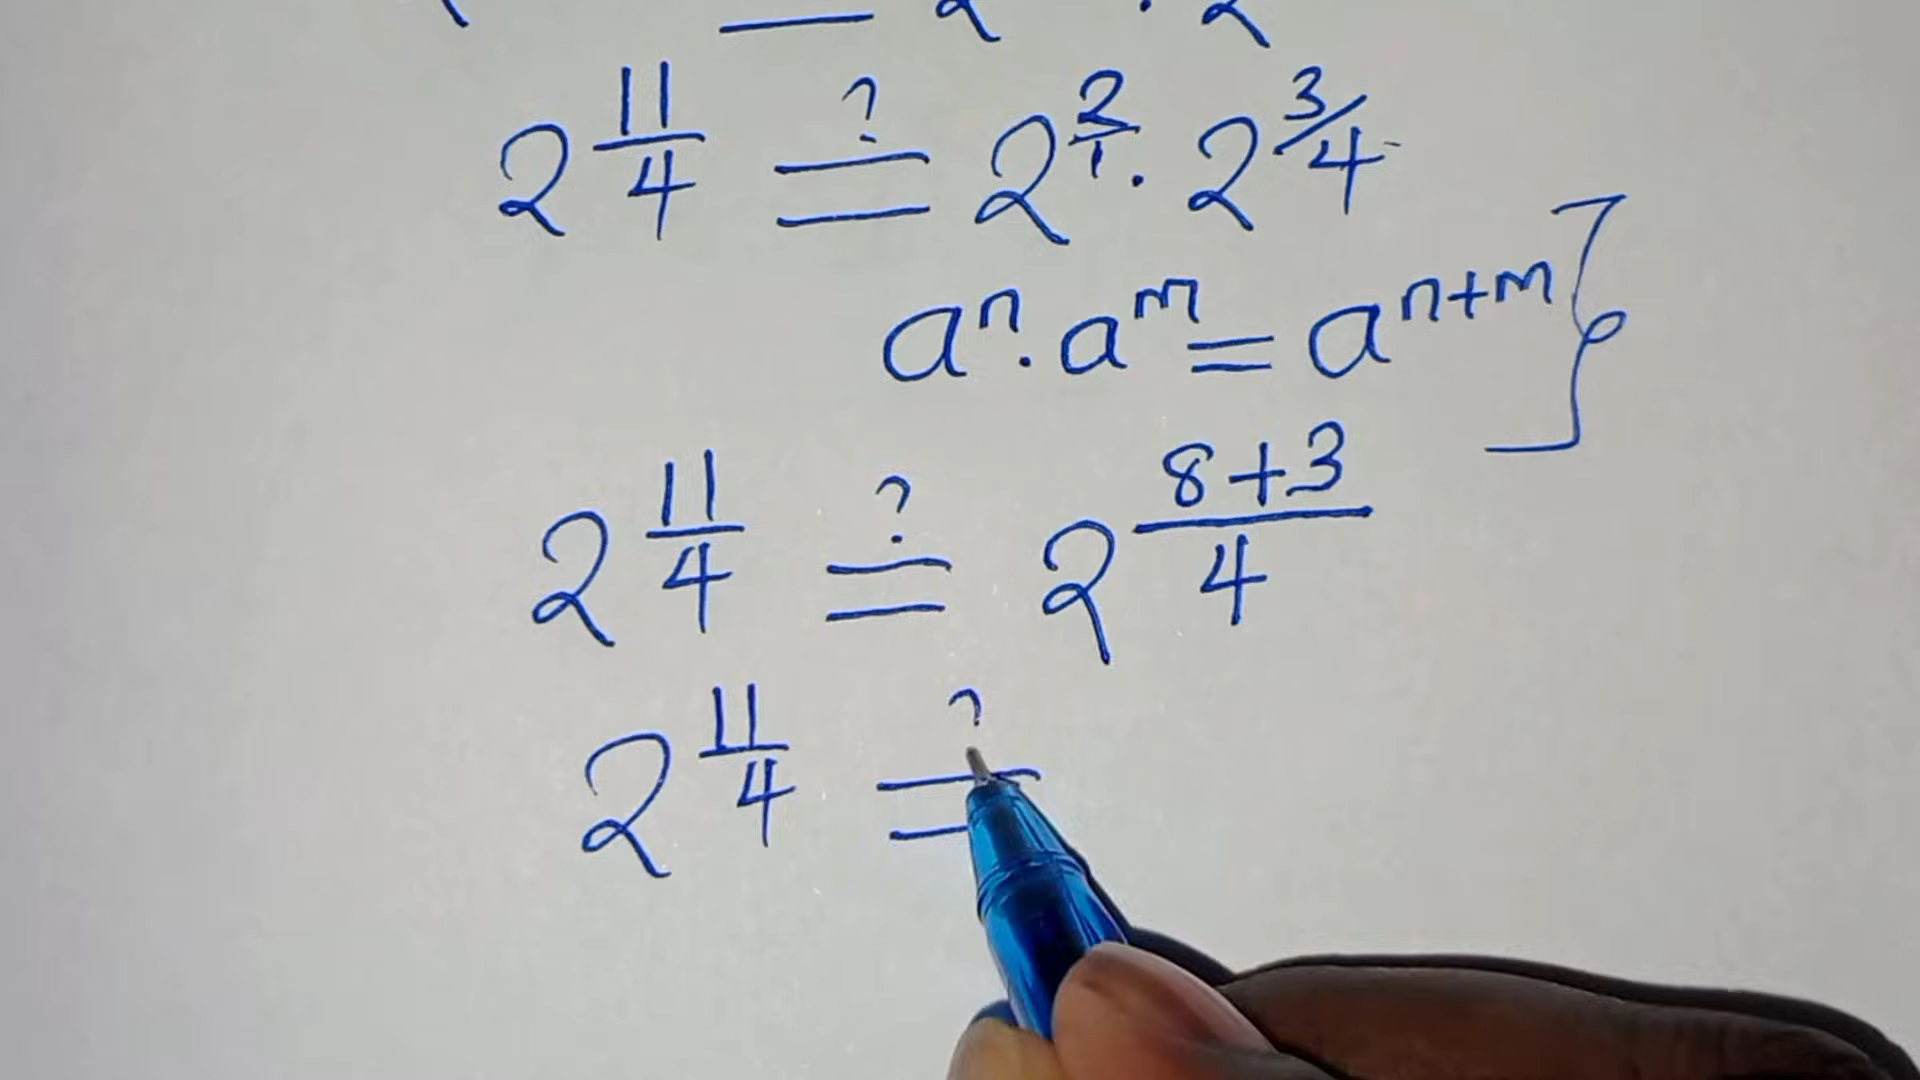 2^(11/4) ≟ 2^(2/1) · 2^(3/4)
a^n · a^m = a^(n+m) }
2^(11/4) ≟ 2^((8+3)/4)
2^(11/4) ≟